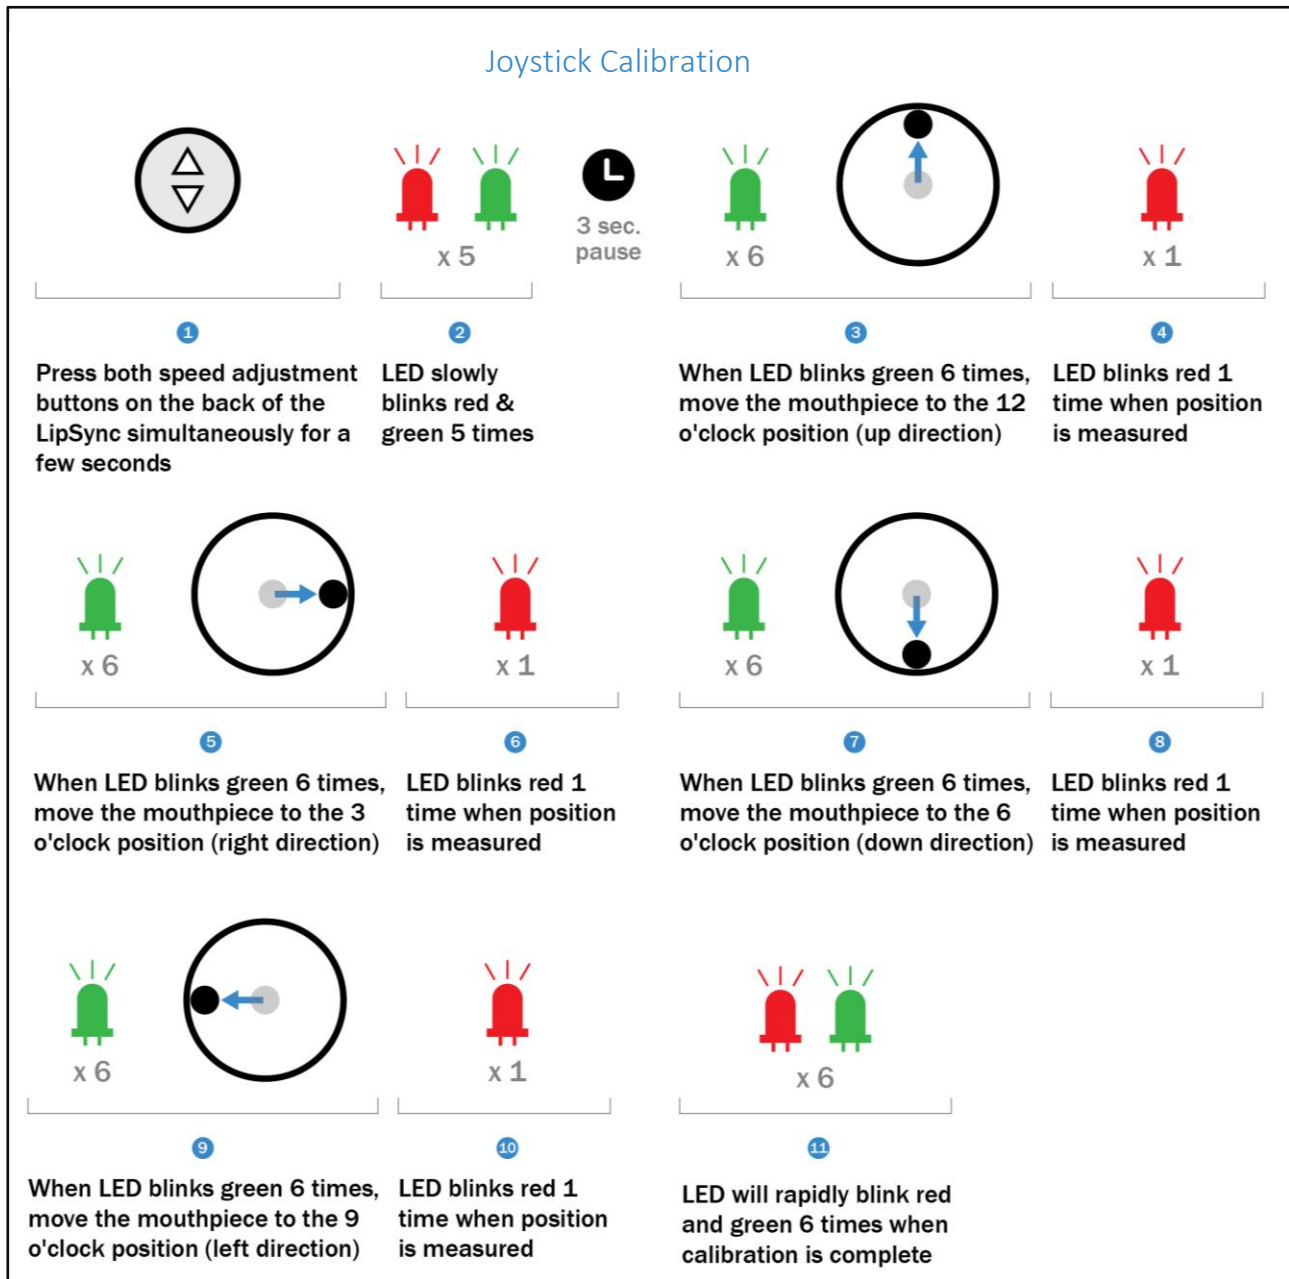 Joystick Calibration
x 5
3 sec.
pause
x 6
x 1
1
Press both speed adjustment
buttons on the back of the
LipSync simultaneously for a
few seconds
2
LED slowly
blinks red &
green 5 times
3
When LED blinks green 6 times,
move the mouthpiece to the 12
o'clock position (up direction)
4
LED blinks red 1
time when position
is measured
x 6
x 1
x 6
x 1
5
When LED blinks green 6 times,
move the mouthpiece to the 3
o'clock position (right direction)
6
LED blinks red 1
time when position
is measured
7
When LED blinks green 6 times,
move the mouthpiece to the 6
o'clock position (down direction)
8
LED blinks red 1
time when position
is measured
x 6
x 1
x 6
9
When LED blinks green 6 times,
move the mouthpiece to the 9
o'clock position (left direction)
10
LED blinks red 1
time when position
is measured
11
LED will rapidly blink red
and green 6 times when
calibration is complete